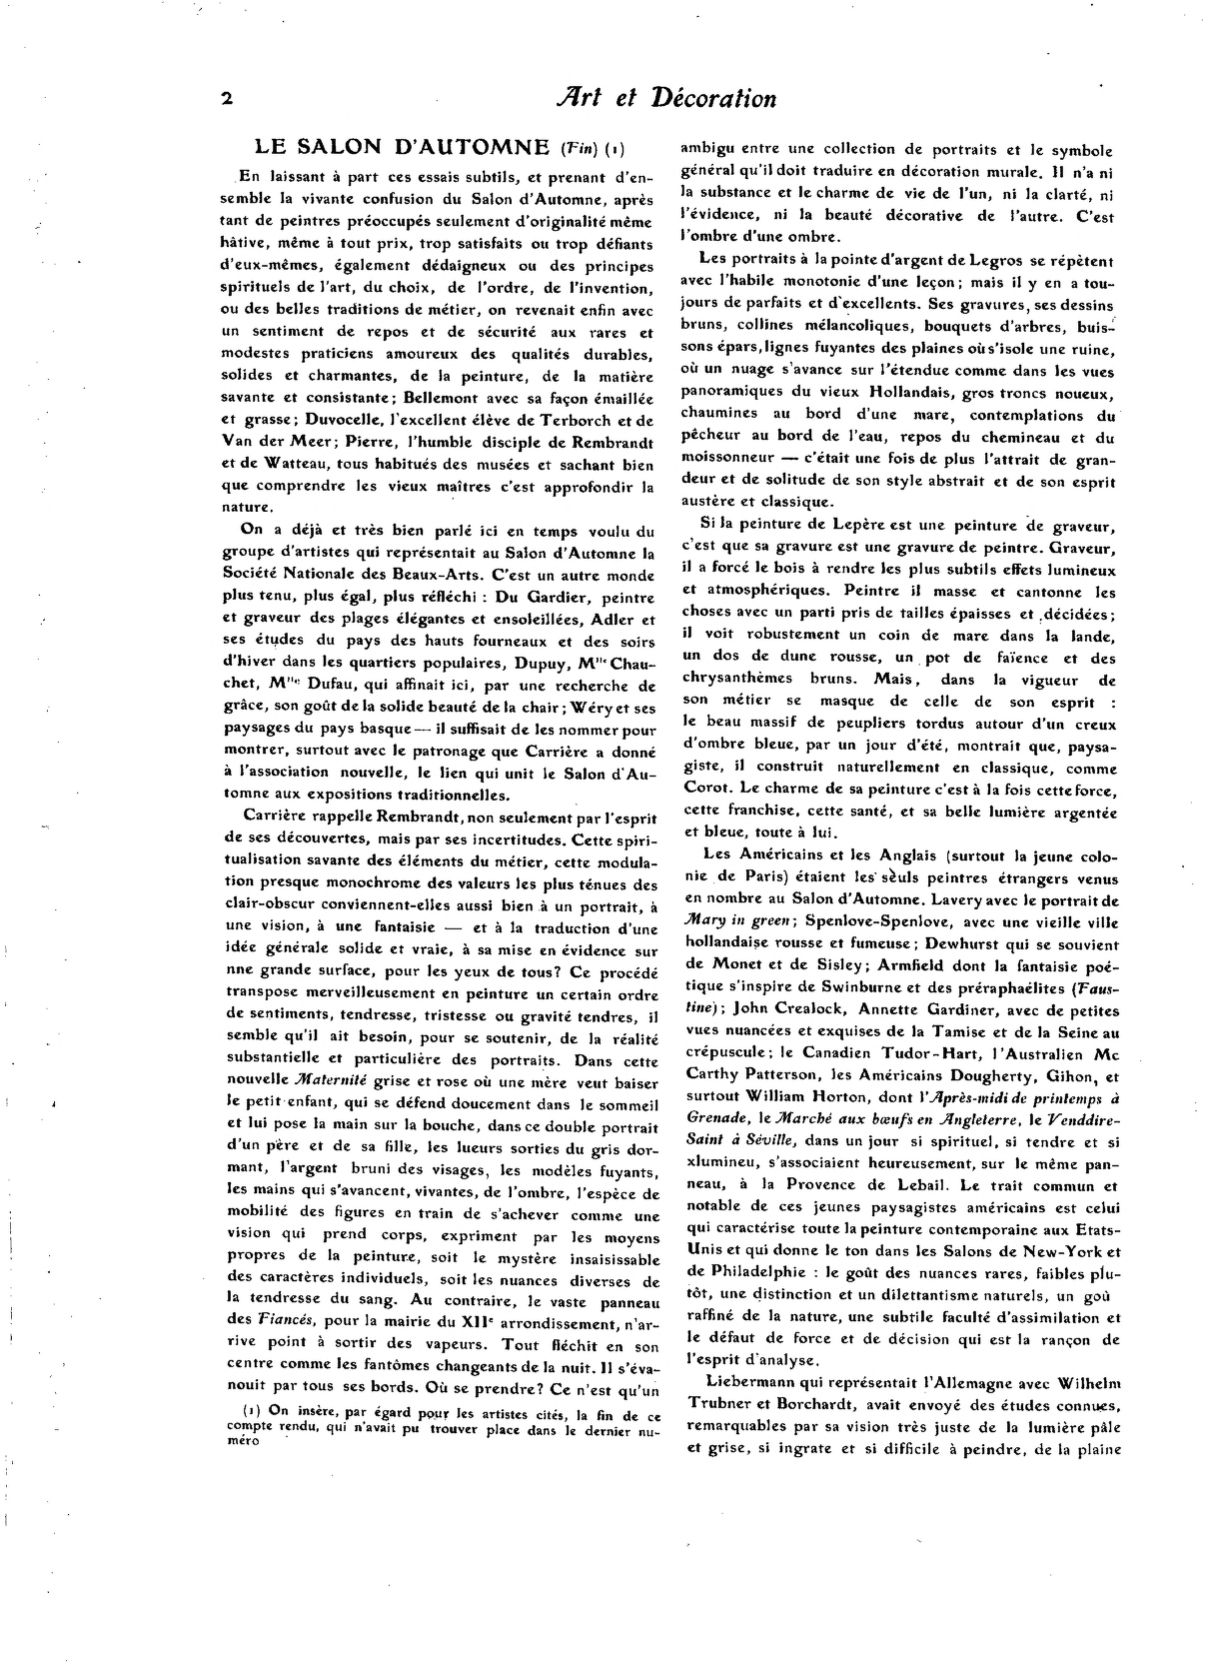 2
Art et Décoration
LE SALON D'AUTOMNE (Fin) (1)
En laissant à part ces essais subtils, et prenant d'en-
semble la vivante confusion du Salon d'Automne, après
tant de peintres préoccupés seulement d'originalité même
hâtive, même à tout prix, trop satisfaits ou trop défiants
d'eux-mêmes, également dédaigneux ou des principes
spirituels de l'art, du choix, de l'ordre, de l'invention,
ou des belles traditions de métier, on revenait enfin avec
un sentiment de repos et de sécurité aux rares et
modestes praticiens amoureux des qualités durables,
solides et charmantes, de la peinture, de la matière
savante et consistante; Bellemont avec sa façon émaillée
et grasse; Duvocelle, l'excellent élève de Terborch et de
Van der Meer; Pierre, l'humble disciple de Rembrandt
et de Watteau, tous habitués des musées et sachant bien
que comprendre les vieux maîtres c'est approfondir la
nature.
On a déjà et très bien parlé ici en temps voulu du
groupe d'artistes qui représentait au Salon d'Automne la
Société Nationale des Beaux-Arts. C'est un autre monde
plus tenu, plus égal, plus réfléchi : Du Gardier, peintre
et graveur des plages élégantes et ensoleillées, Adler et
ses études du pays des hauts fourneaux et des soirs
d'hiver dans les quartiers populaires, Dupuy, Mlle Chau-
chet, Mlle Dufau, qui affinait ici, par une recherche de
grâce, son goût de la solide beauté de la chair; Wéry et ses
paysages du pays basque — il suffisait de les nommer pour
montrer, surtout avec le patronage que Carrière a donné
à l'association nouvelle, le lien qui unit le Salon d'Au-
tomne aux expositions traditionnelles.
Carrière rappelle Rembrandt, non seulement par l'esprit
de ses découvertes, mais par ses incertitudes. Cette spiri-
tualisation savante des éléments du métier, cette modula-
tion presque monochrome des valeurs les plus ténues des
clair-obscur conviennent-elles aussi bien à un portrait, à
une vision, à une fantaisie — et à la traduction d'une
idée générale solide et vraie, à sa mise en évidence sur
nne grande surface, pour les yeux de tous? Ce procédé
transpose merveilleusement en peinture un certain ordre
de sentiments, tendresse, tristesse ou gravité tendres, il
semble qu'il ait besoin, pour se soutenir, de la réalité
substantielle et particulière des portraits. Dans cette
nouvelle Maternité grise et rose où une mère veut baiser
le petit enfant, qui se défend doucement dans le sommeil
et lui pose la main sur la bouche, dans ce double portrait
d'un père et de sa fille, les lueurs sorties du gris dor-
mant, l'argent bruni des visages, les modèles fuyants,
les mains qui s'avancent, vivantes, de l'ombre, l'espèce de
mobilité des figures en train de s'achever comme une
vision qui prend corps, expriment par les moyens
propres de la peinture, soit le mystère insaisissable
des caractères individuels, soit les nuances diverses de
la tendresse du sang. Au contraire, le vaste panneau
des Fiancés, pour la mairie du XIIe arrondissement, n'ar-
rive point à sortir des vapeurs. Tout fléchit en son
centre comme les fantômes changeants de la nuit. Il s'éva-
nouit par tous ses bords. Où se prendre? Ce n'est qu'un
(1) On insère, par égard pour les artistes cités, la fin de ce
compte rendu, qui n'avait pu trouver place dans le dernier nu-
méro
ambigu entre une collection de portraits et le symbole
général qu'il doit traduire en décoration murale. Il n'a ni
la substance et le charme de vie de l'un, ni la clarté, ni
l'évidence, ni la beauté décorative de l'autre. C'est
l'ombre d'une ombre.
Les portraits à la pointe d'argent de Legros se répètent
avec l'habile monotonie d'une leçon; mais il y en a tou-
jours de parfaits et d'excellents. Ses gravures, ses dessins
bruns, collines mélancoliques, bouquets d'arbres, buis-
sons épars, lignes fuyantes des plaines où s'isole une ruine,
où un nuage s'avance sur l'étendue comme dans les vues
panoramiques du vieux Hollandais, gros troncs noueux,
chaumines au bord d'une mare, contemplations du
pêcheur au bord de l'eau, repos du chemineau et du
moissonneur — c'était une fois de plus l'attrait de gran-
deur et de solitude de son style abstrait et de son esprit
austère et classique.
Si la peinture de Lepère est une peinture de graveur,
c'est que sa gravure est une gravure de peintre. Graveur,
il a forcé le bois à rendre les plus subtils effets lumineux
et atmosphériques. Peintre il masse et cantonne les
choses avec un parti pris de tailles épaisses et décidées;
il voit robustement un coin de mare dans la lande,
un dos de dune rousse, un pot de faïence et des
chrysanthèmes bruns. Mais, dans la vigueur de
son métier se masque de celle de son esprit :
le beau massif de peupliers tordus autour d'un creux
d'ombre bleue, par un jour d'été, montrait que, paysa-
giste, il construit naturellement en classique, comme
Corot. Le charme de sa peinture c'est à la fois cette force,
cette franchise, cette santé, et sa belle lumière argentée
et bleue, toute à lui.
Les Américains et les Anglais (surtout la jeune colo-
nie de Paris) étaient les sèuls peintres étrangers venus
en nombre au Salon d'Automne. Lavery avec le portrait de
Mary in green; Spenlove-Spenlove, avec une vieille ville
hollandaise rousse et fumeuse; Dewhurst qui se souvient
de Monet et de Sisley; Armfield dont la fantaisie poé-
tique s'inspire de Swinburne et des préraphaélites (Faus-
tine); John Crealock, Annette Gardiner, avec de petites
vues nuancées et exquises de la Tamise et de la Seine au
crépuscule; le Canadien Tudor-Hart, l'Australien Mc
Carthy Patterson, les Américains Dougherty, Gihon, et
surtout William Horton, dont l'Après-midi de printemps à
Grenade, le Marché aux bœufs en Angleterre, le Venddire-
Saint à Séville, dans un jour si spirituel, si tendre et si
xlumineu, s'associaient heureusement, sur le même pan-
neau, à la Provence de Lebail. Le trait commun et
notable de ces jeunes paysagistes américains est celui
qui caractérise toute la peinture contemporaine aux Etats-
Unis et qui donne le ton dans les Salons de New-York et
de Philadelphie : le goût des nuances rares, faibles plu-
tôt, une distinction et un dilettantisme naturels, un goù
raffiné de la nature, une subtile faculté d'assimilation et
le défaut de force et de décision qui est la rançon de
l'esprit d'analyse.
Liebermann qui représentait l'Allemagne avec Wilhelm
Trubner et Borchardt, avait envoyé des études connues,
remarquables par sa vision très juste de la lumière pâle
et grise, si ingrate et si difficile à peindre, de la plaine